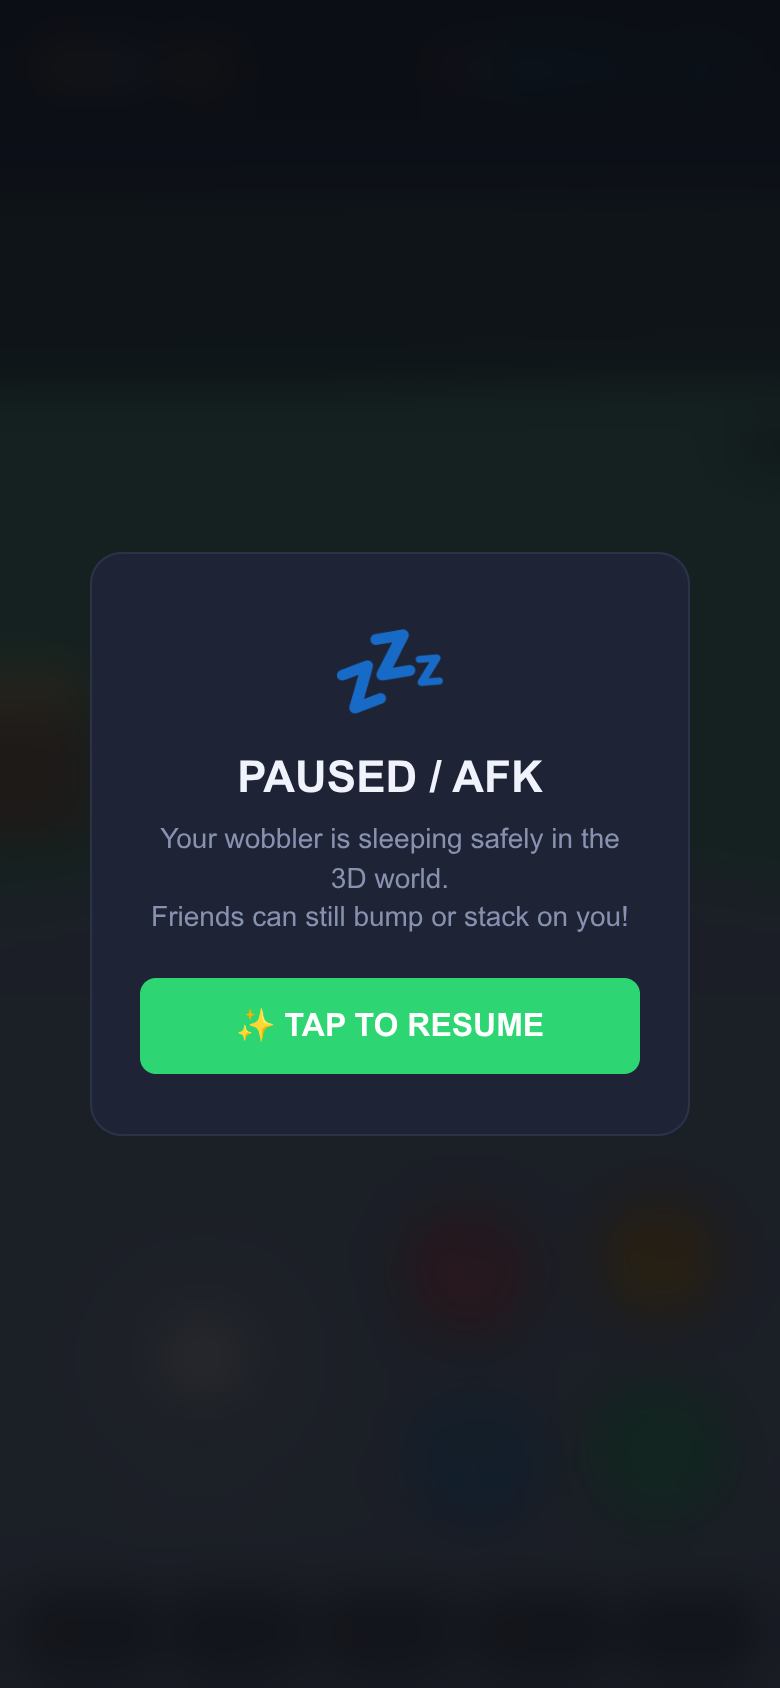 PAUSED / AFK
Your wobbler is sleeping safely in the
3D world.
Friends can still bump or stack on you!
✨ TAP TO RESUME